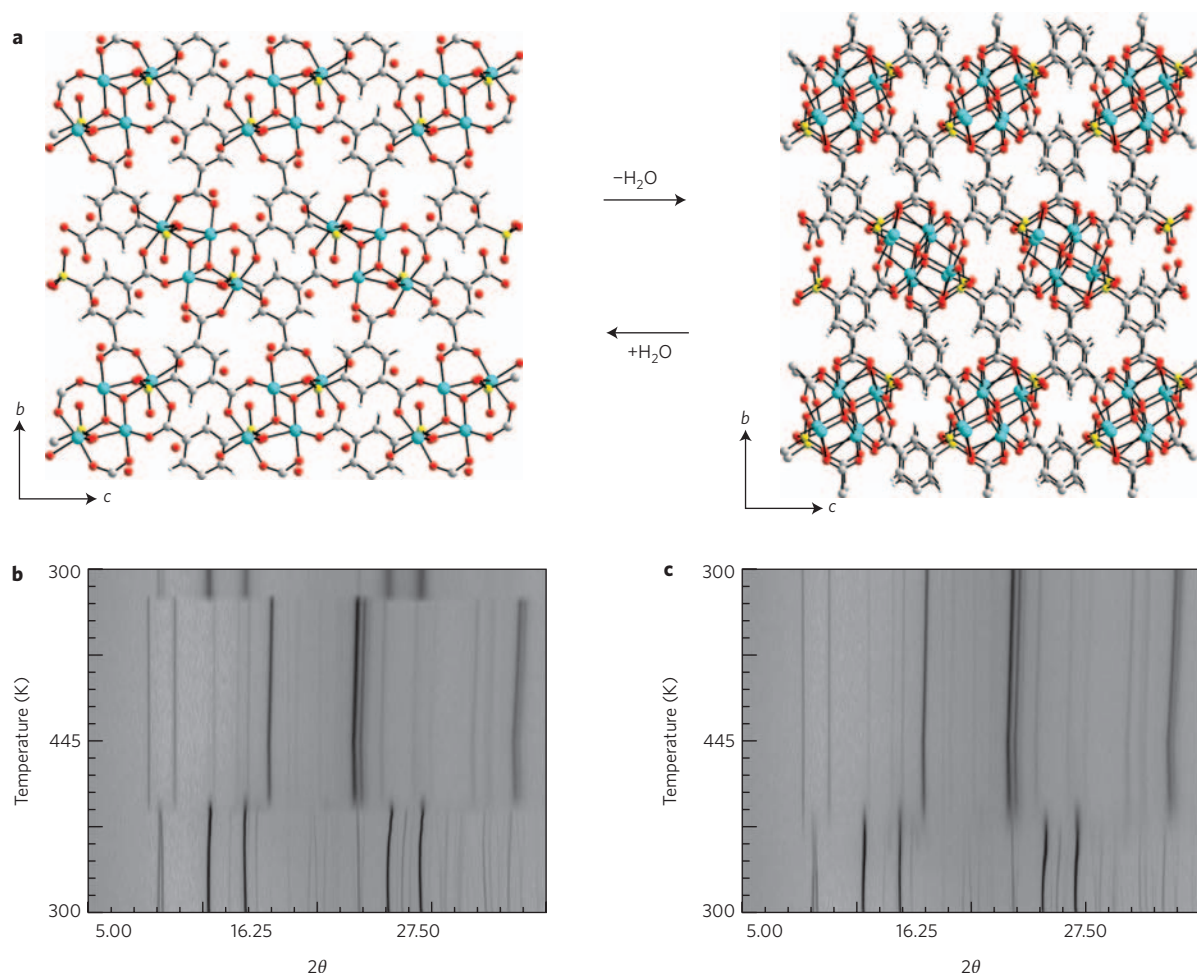 a
−H₂O
+H₂O
b
c
b
c
b
300
445
300
Temperature (K)
5.00 16.25 27.50
2θ
c
300
445
300
Temperature (K)
5.00 16.25 27.50
2θ